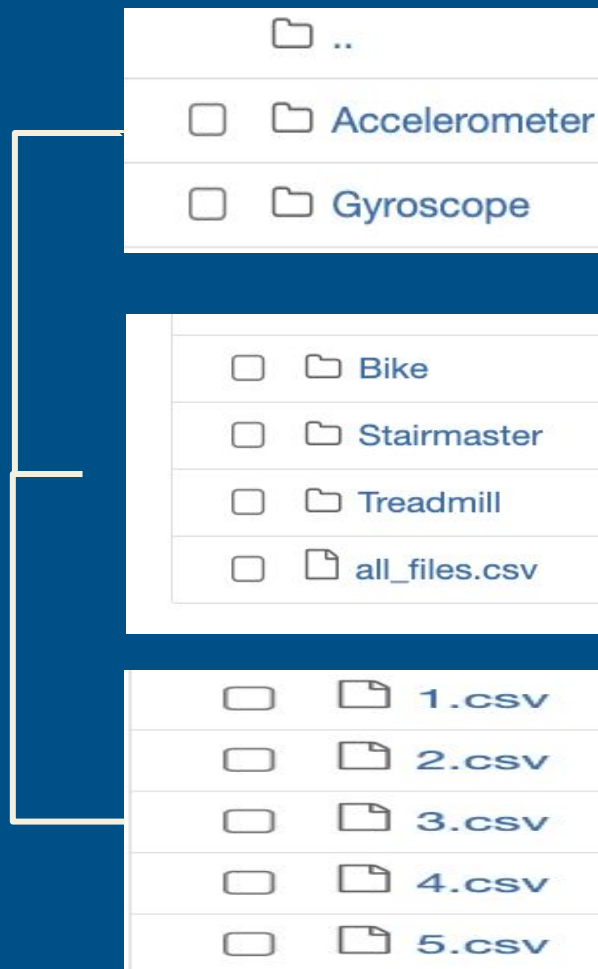 ..
Accelerometer
Gyroscope
Bike
Stairmaster
Treadmill
all_files.csv
1.csv
2.csv
3.csv
4.csv
5.csv